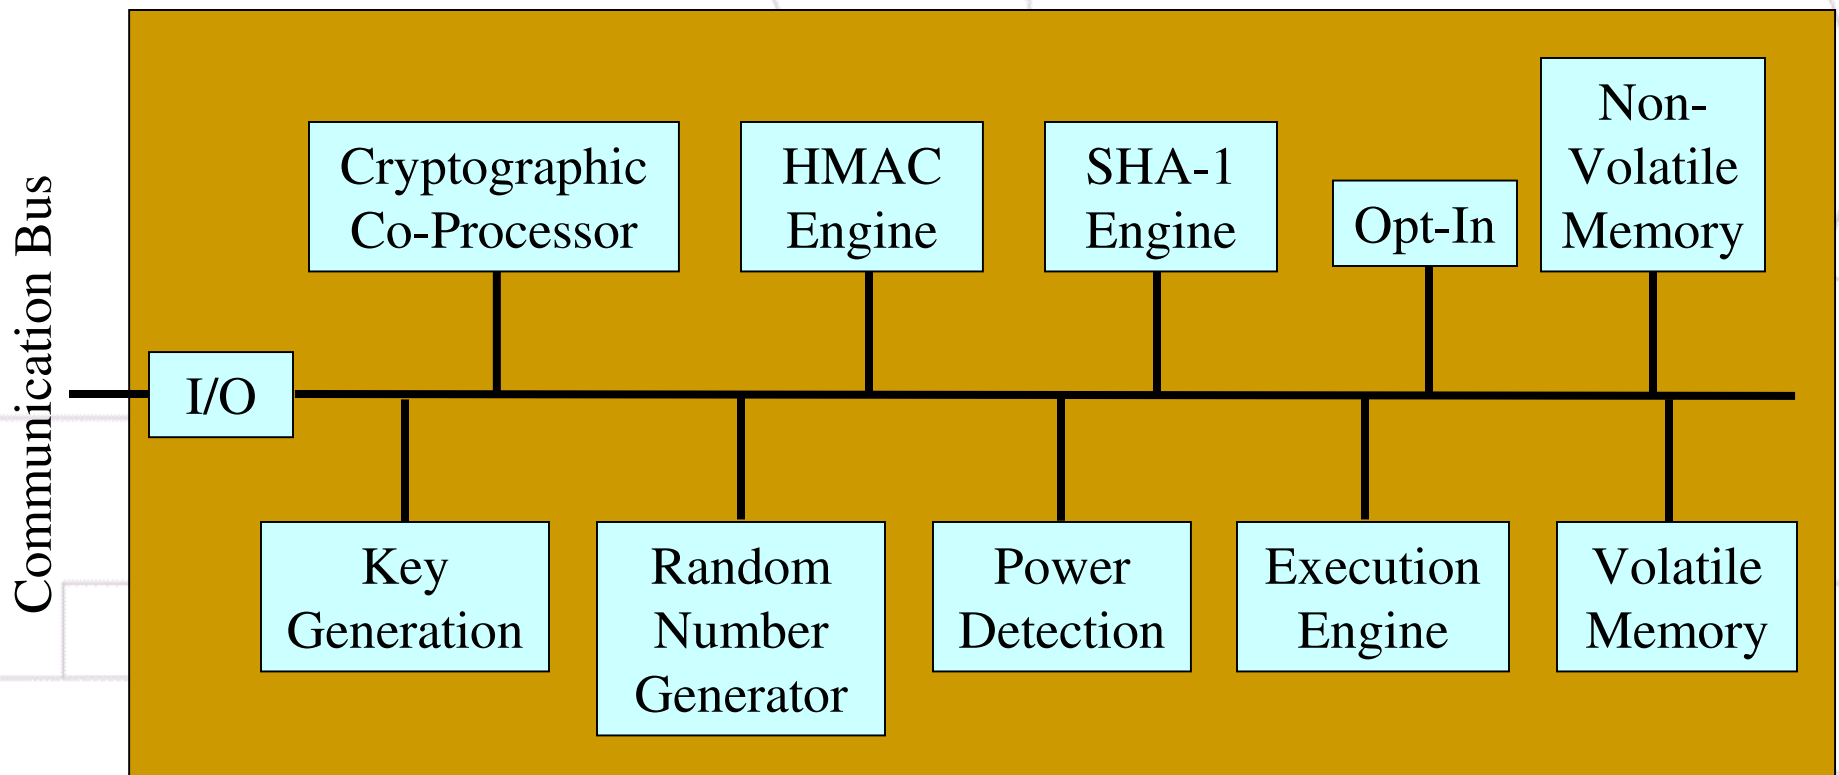 Communication Bus
Cryptographic
Co-Processor
HMAC
Engine
SHA-1
Engine
Opt-In
Non-
Volatile
Memory
I/O
Key
Generation
Random
Number
Generator
Power
Detection
Execution
Engine
Volatile
Memory